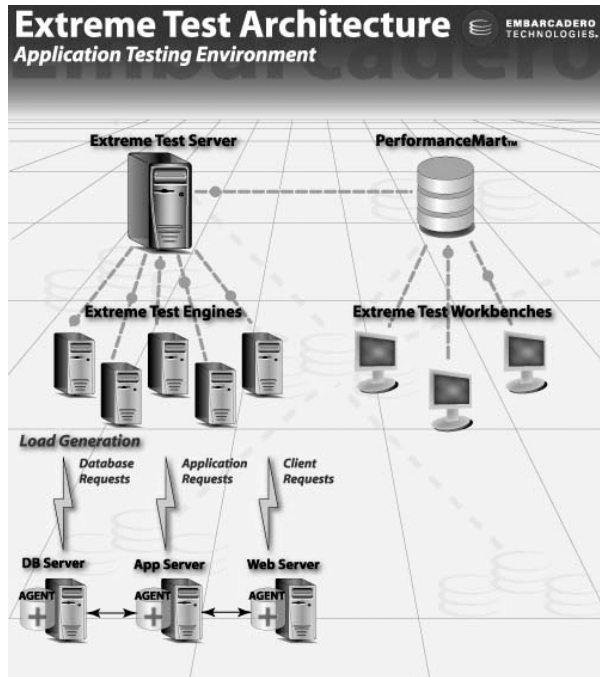 Extreme Test Architecture
EMBARCADERO
TECHNOLOGIES®
Application Testing Environment
Embarcadero
Extreme Test Server
PerformanceMart™
Extreme Test Engines
Extreme Test Workbenches
Load Generation
Database
Requests
Application
Requests
Client
Requests
DB Server
App Server
Web Server
AGENT
AGENT
AGENT